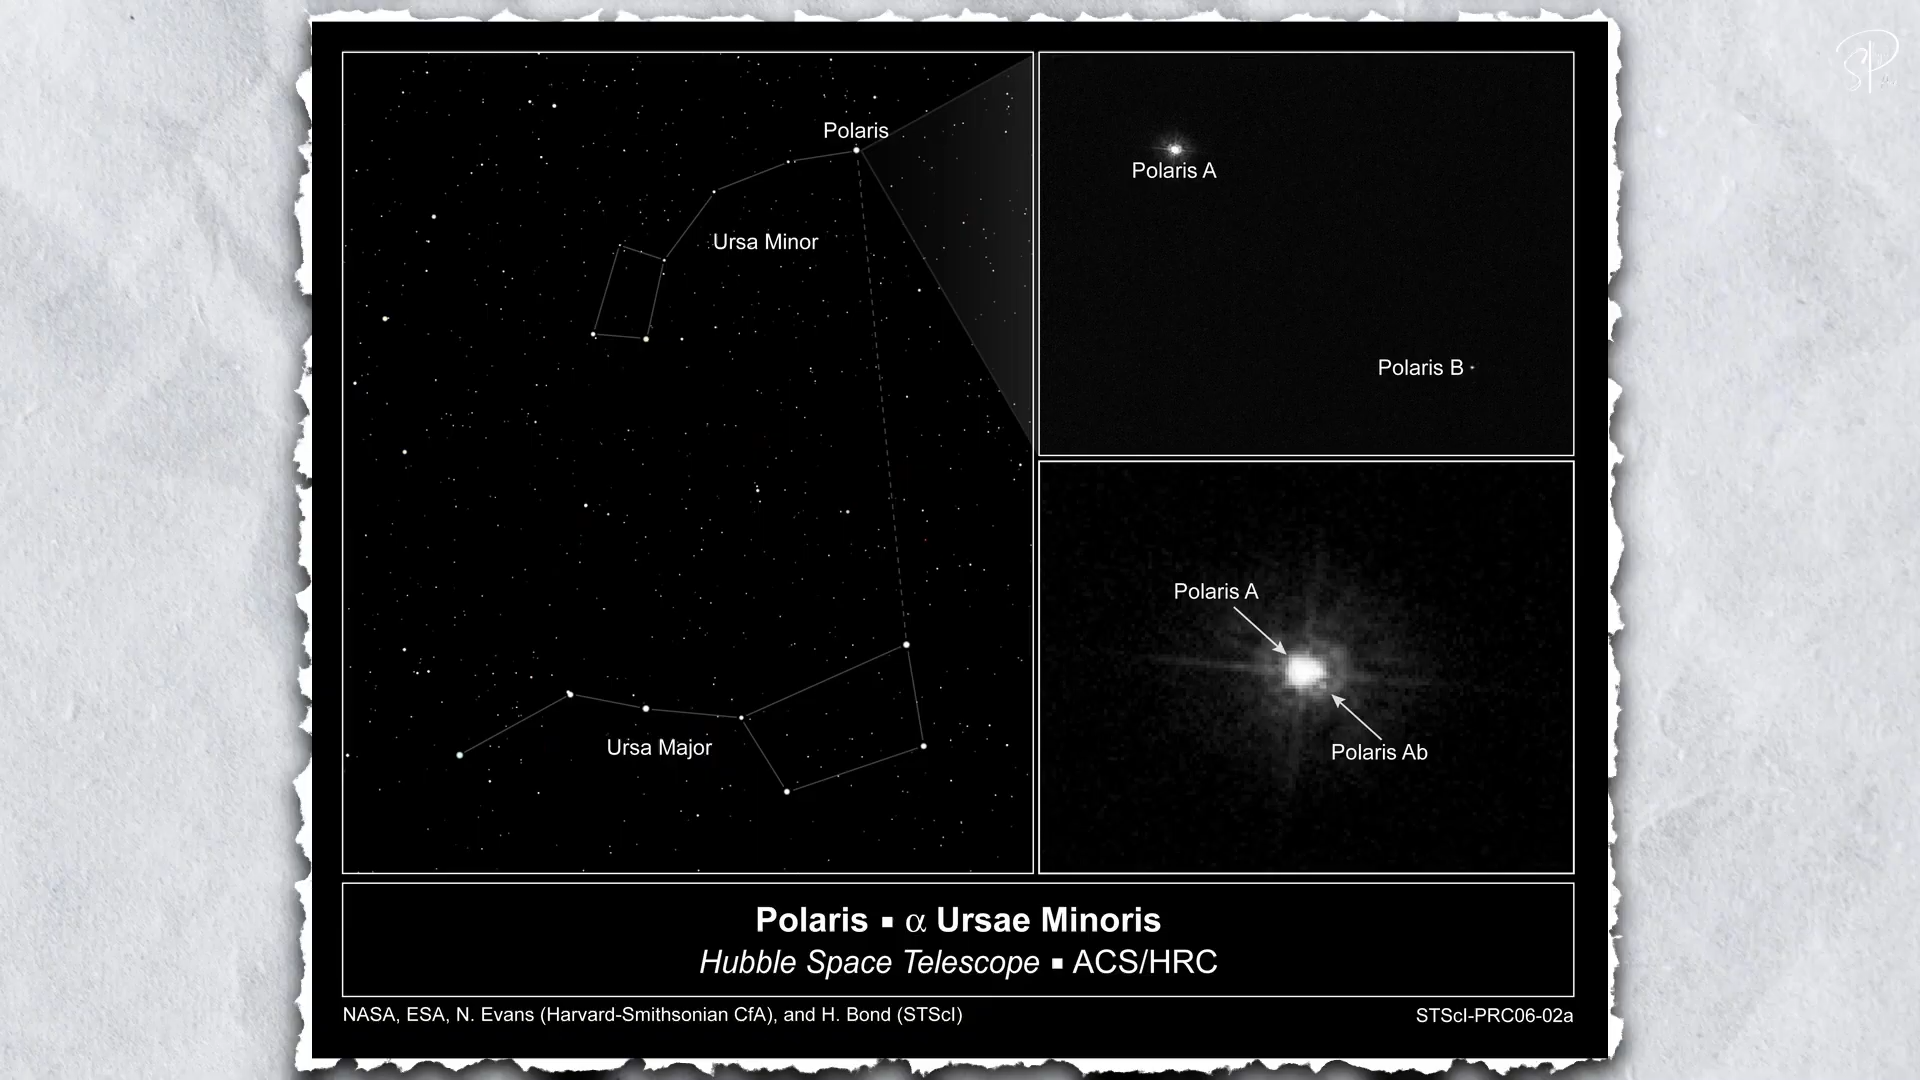 Polaris
Ursa Minor
Ursa Major
Polaris A
Polaris B
Polaris A
Polaris Ab
Polaris ▪ α Ursae Minoris
Hubble Space Telescope ▪ ACS/HRC
NASA, ESA, N. Evans (Harvard-Smithsonian CfA), and H. Bond (STScI)
STScI-PRC06-02a
SP